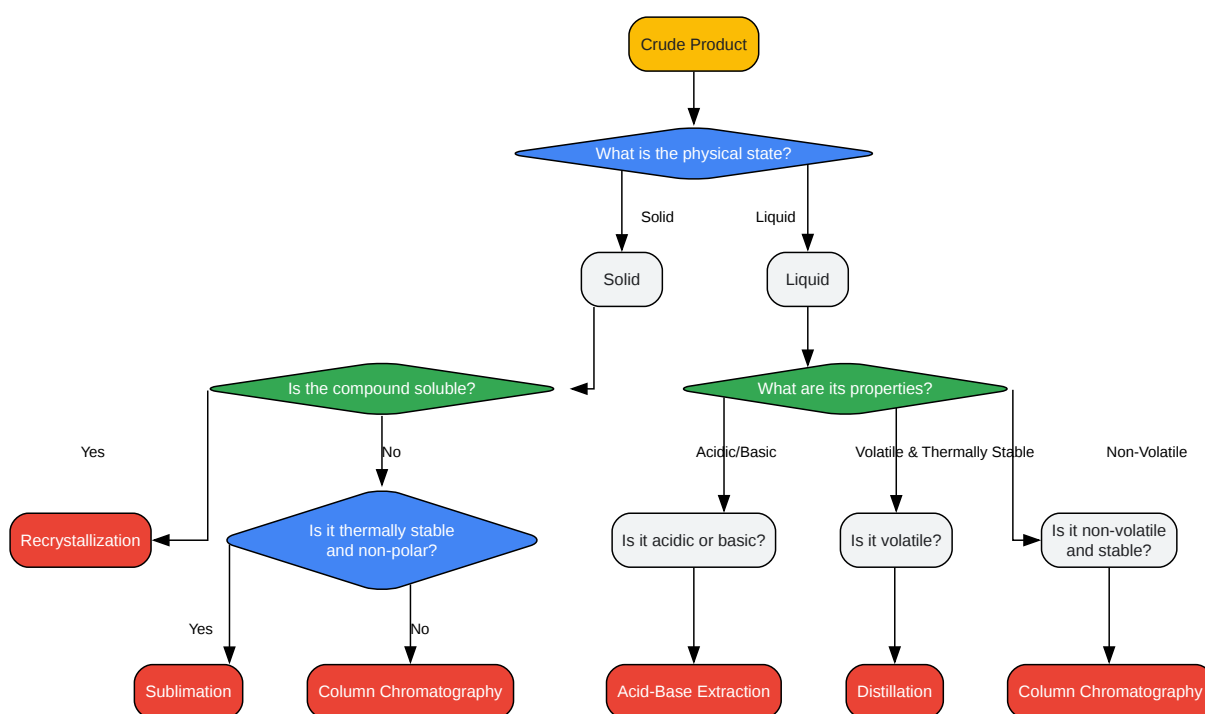 Crude Product
What is the physical state?
Solid
Liquid
Solid
Liquid
Is the compound soluble?
What are its properties?
Yes
No
Acidic/Basic
Volatile & Thermally Stable
Non-Volatile
Recrystallization
Is it thermally stable
and non-polar?
Is it acidic or basic?
Is it volatile?
Is it non-volatile
and stable?
Yes
No
Sublimation
Column Chromatography
Acid-Base Extraction
Distillation
Column Chromatography